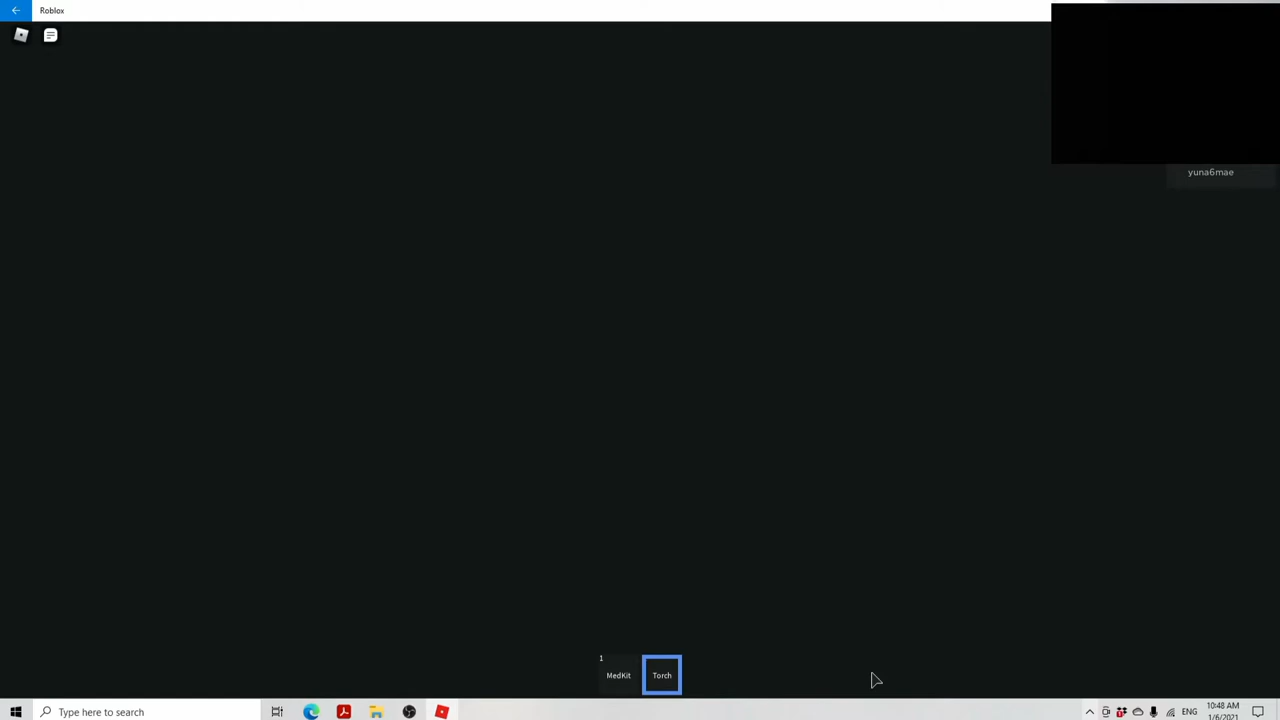 Roblox
yuna6mae
1
MedKit
Torch
Type here to search
ENG
10:48 AM
1/6/2021